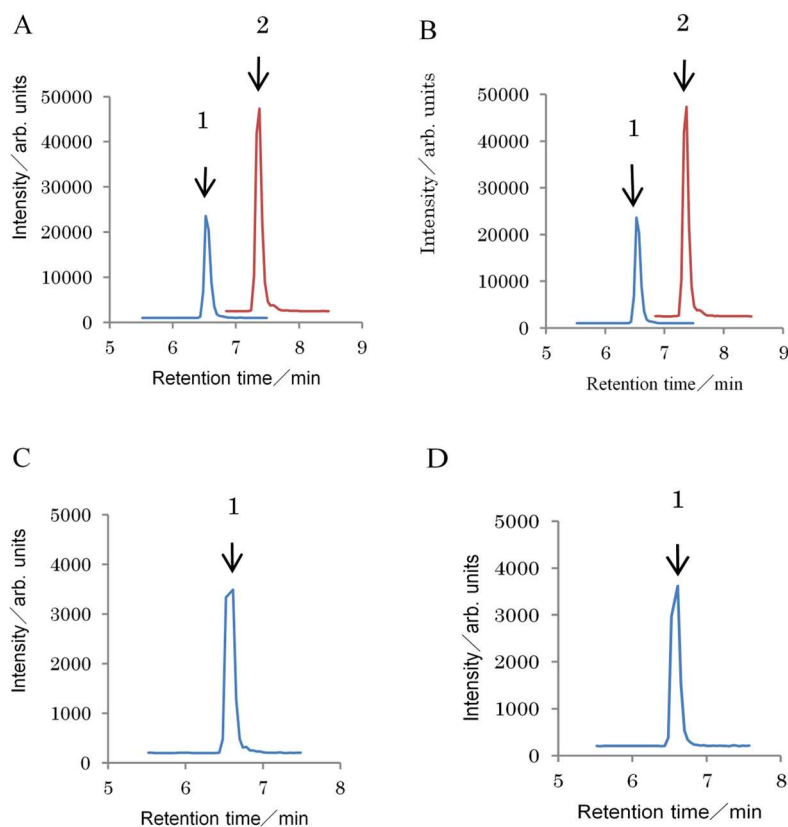 A
2
1
Intensity／arb. units
50000
40000
30000
20000
10000
0
5 6 7 8 9
Retention time／min
B
2
1
Intensity／arb. units
50000
40000
30000
20000
10000
0
5 6 7 8 9
Retention time／min
C
1
Intensity／arb. units
5000
4000
3000
2000
1000
0
5 6 7 8
Retention time／min
D
1
Intensity／arb. units
5000
4000
3000
2000
1000
0
5 6 7 8
Retention time／min